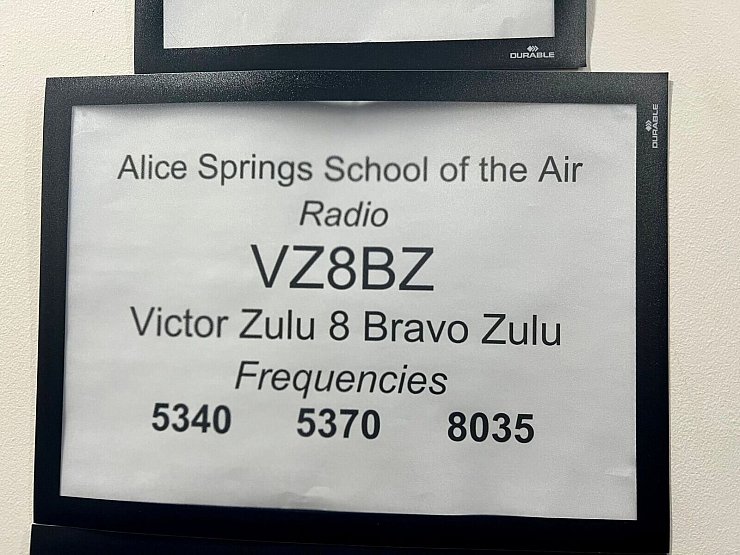 DURABLE
DURABLE
Alice Springs School of the Air
Radio
VZ8BZ
Victor Zulu 8 Bravo Zulu
Frequencies
5340 5370 8035